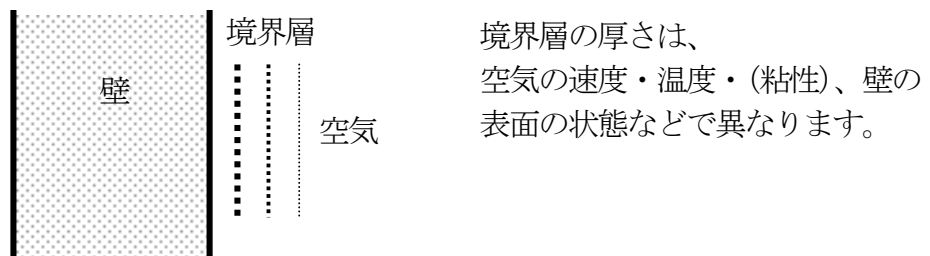 壁
境界層
空気
境界層の厚さは、
空気の速度・温度・(粘性)、壁の
表面の状態などで異なります。